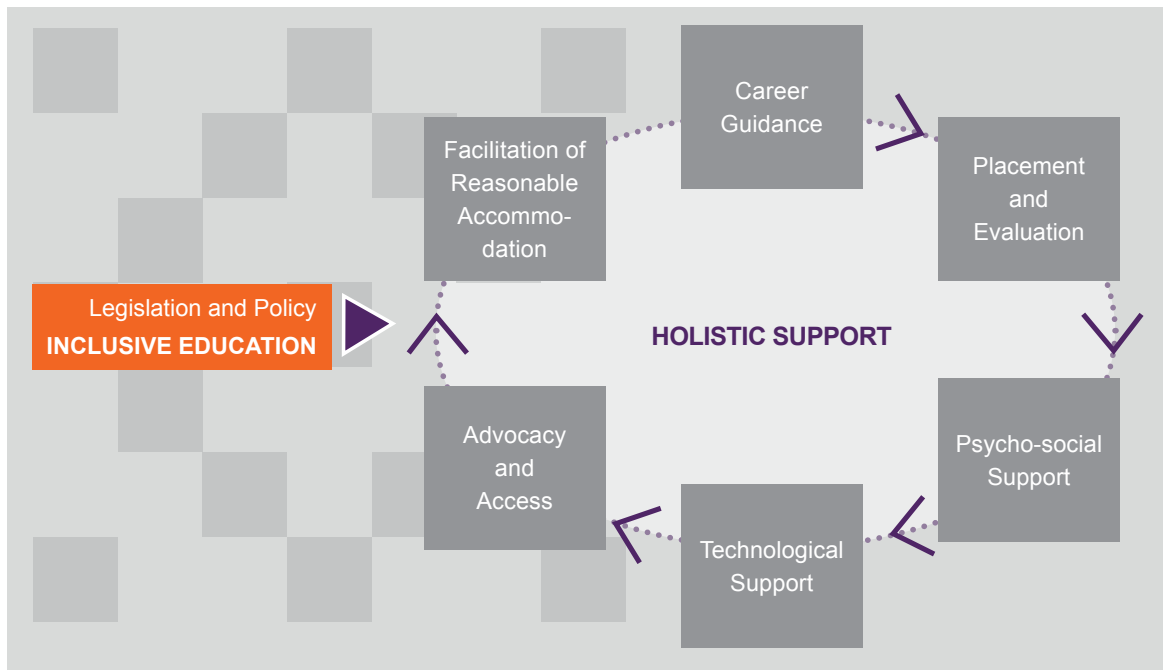 Career
Guidance
Facilitation of
Reasonable
Accommo-
dation
Placement
and
Evaluation
Legislation and Policy
INCLUSIVE EDUCATION
HOLISTIC SUPPORT
Advocacy
and
Access
Psycho-social
Support
Technological
Support